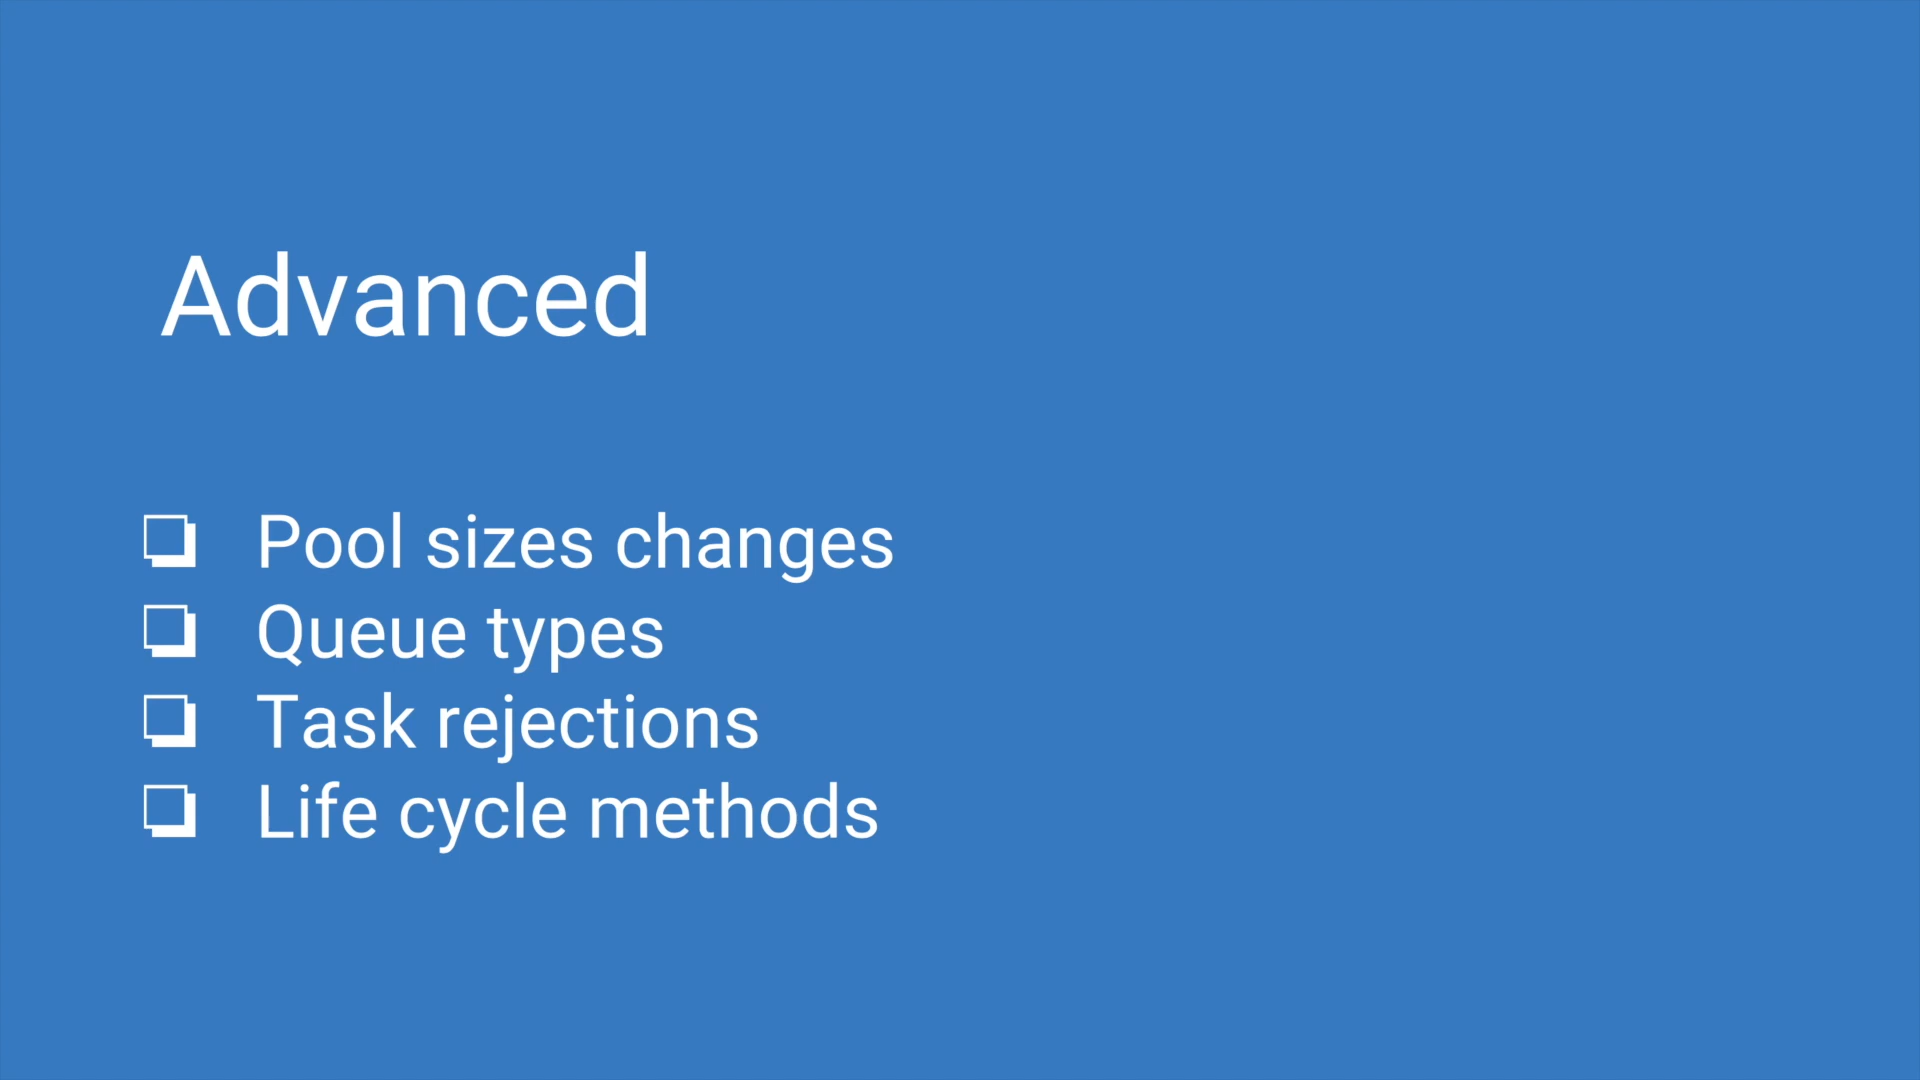 Advanced
❏ Pool sizes changes
❏ Queue types
❏ Task rejections
❏ Life cycle methods